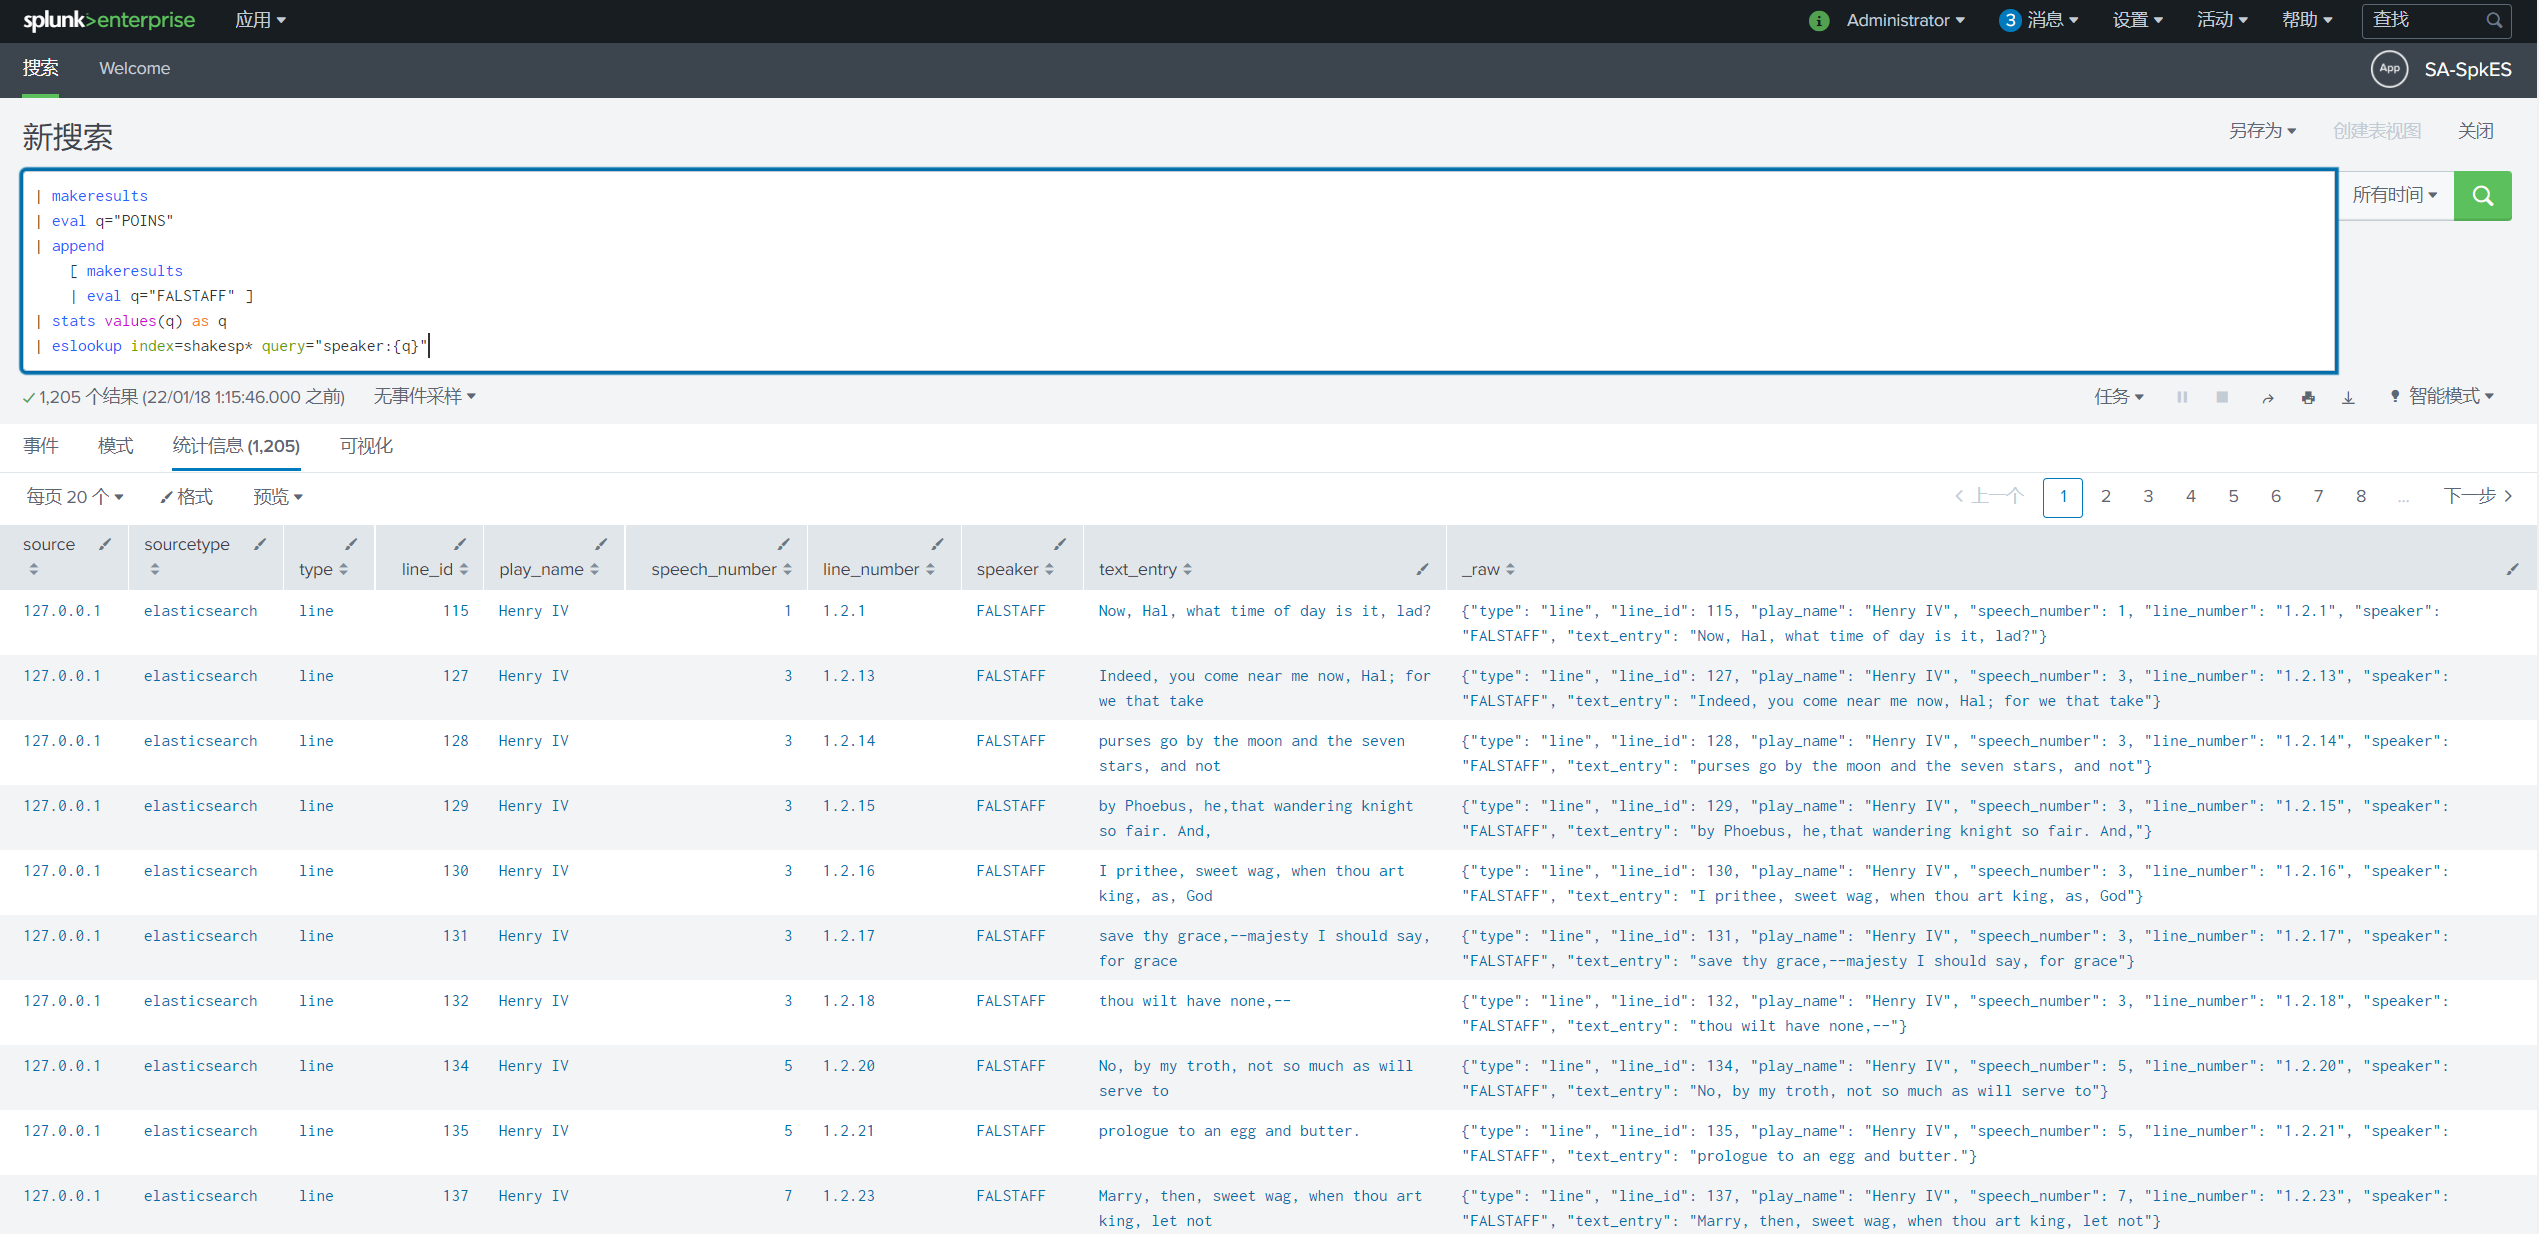 splunk>enterprise 应用
Administrator 3 消息 设置 活动 帮助 查找
搜索 Welcome App SA-SpkES
新搜索 另存为 创建表视图 关闭
| makeresults
| eval q="POINS"
| append
[ makeresults
| eval q="FALSTAFF" ]
| stats values(q) as q
| eslookup index=shakesp* query="speaker:{q}"
所有时间
1,205 个结果 (22/01/18 1:15:46.000 之前) 无事件采样 任务 智能模式
事件 模式 统计信息 (1,205) 可视化
每页 20 个 格式 预览 上一个 1 2 3 4 5 6 7 8 ... 下一步
source sourcetype type line_id play_name speech_number line_number speaker text_entry _raw
127.0.0.1 elasticsearch line 115 Henry IV 1 1.2.1 FALSTAFF Now, Hal, what time of day is it, lad? {"type": "line", "line_id": 115, "play_name": "Henry IV", "speech_number": 1, "line_number": "1.2.1", "speaker":
"FALSTAFF", "text_entry": "Now, Hal, what time of day is it, lad?"}
127.0.0.1 elasticsearch line 127 Henry IV 3 1.2.13 FALSTAFF Indeed, you come near me now, Hal; for {"type": "line", "line_id": 127, "play_name": "Henry IV", "speech_number": 3, "line_number": "1.2.13", "speaker":
we that take "FALSTAFF", "text_entry": "Indeed, you come near me now, Hal; for we that take"}
127.0.0.1 elasticsearch line 128 Henry IV 3 1.2.14 FALSTAFF purses go by the moon and the seven {"type": "line", "line_id": 128, "play_name": "Henry IV", "speech_number": 3, "line_number": "1.2.14", "speaker":
stars, and not "FALSTAFF", "text_entry": "purses go by the moon and the seven stars, and not"}
127.0.0.1 elasticsearch line 129 Henry IV 3 1.2.15 FALSTAFF by Phoebus, he,that wandering knight {"type": "line", "line_id": 129, "play_name": "Henry IV", "speech_number": 3, "line_number": "1.2.15", "speaker":
so fair. And, "FALSTAFF", "text_entry": "by Phoebus, he,that wandering knight so fair. And,"}
127.0.0.1 elasticsearch line 130 Henry IV 3 1.2.16 FALSTAFF I prithee, sweet wag, when thou art {"type": "line", "line_id": 130, "play_name": "Henry IV", "speech_number": 3, "line_number": "1.2.16", "speaker":
king, as, God "FALSTAFF", "text_entry": "I prithee, sweet wag, when thou art king, as, God"}
127.0.0.1 elasticsearch line 131 Henry IV 3 1.2.17 FALSTAFF save thy grace,--majesty I should say, {"type": "line", "line_id": 131, "play_name": "Henry IV", "speech_number": 3, "line_number": "1.2.17", "speaker":
for grace "FALSTAFF", "text_entry": "save thy grace,--majesty I should say, for grace"}
127.0.0.1 elasticsearch line 132 Henry IV 3 1.2.18 FALSTAFF thou wilt have none,-- {"type": "line", "line_id": 132, "play_name": "Henry IV", "speech_number": 3, "line_number": "1.2.18", "speaker":
"FALSTAFF", "text_entry": "thou wilt have none,--"}
127.0.0.1 elasticsearch line 134 Henry IV 5 1.2.20 FALSTAFF No, by my troth, not so much as will {"type": "line", "line_id": 134, "play_name": "Henry IV", "speech_number": 5, "line_number": "1.2.20", "speaker":
serve to "FALSTAFF", "text_entry": "No, by my troth, not so much as will serve to"}
127.0.0.1 elasticsearch line 135 Henry IV 5 1.2.21 FALSTAFF prologue to an egg and butter. {"type": "line", "line_id": 135, "play_name": "Henry IV", "speech_number": 5, "line_number": "1.2.21", "speaker":
"FALSTAFF", "text_entry": "prologue to an egg and butter."}
127.0.0.1 elasticsearch line 137 Henry IV 7 1.2.23 FALSTAFF Marry, then, sweet wag, when thou art {"type": "line", "line_id": 137, "play_name": "Henry IV", "speech_number": 7, "line_number": "1.2.23", "speaker":
king, let not "FALSTAFF", "text_entry": "Marry, then, sweet wag, when thou art king, let not"}